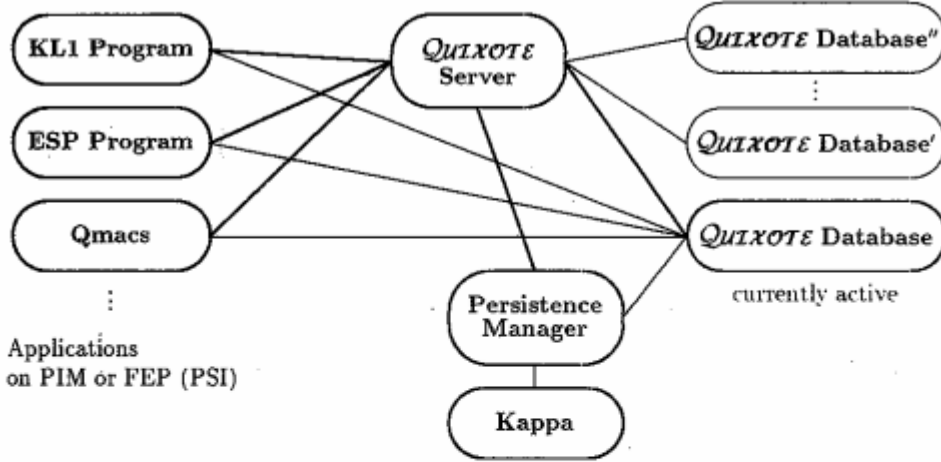 KL1 Program
QUIXOTE
Server
QUIXOTE Database″
⋮
ESP Program
QUIXOTE Database′
Qmacs
QUIXOTE Database
currently active
⋮
Persistence
Manager
Applications
on PIM or FEP (PSI)
Kappa